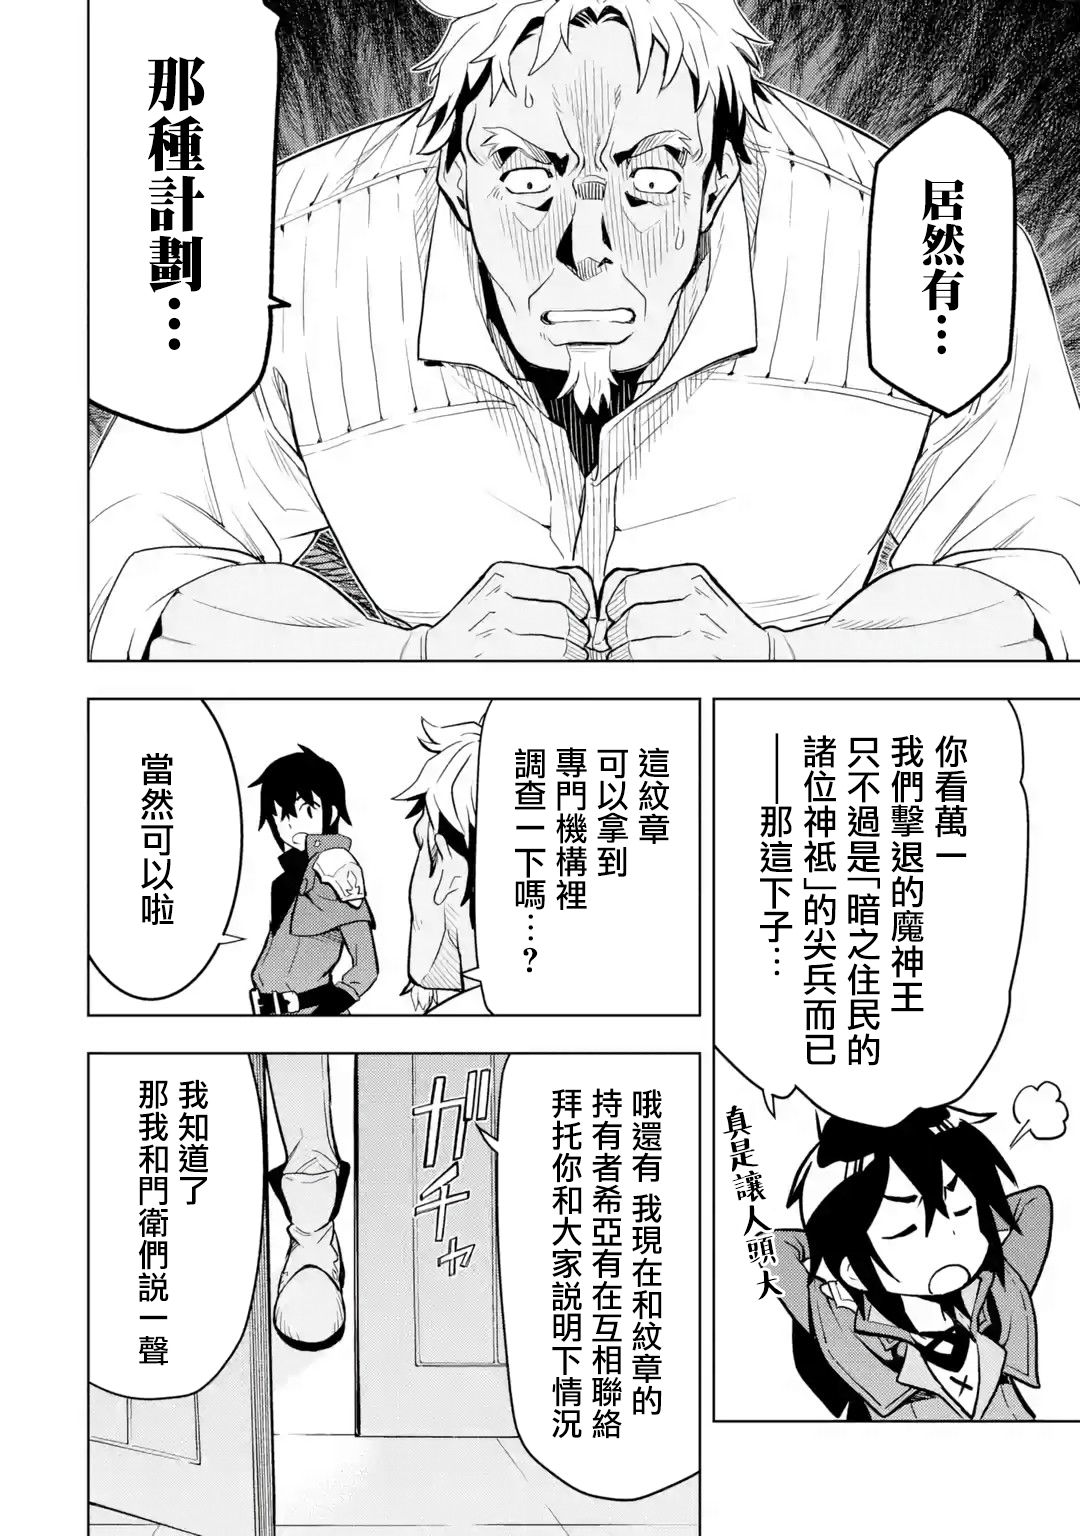 居然有…
那種計劃…
你看萬一
我們擊退的魔神王
只不過是「暗之住民的
諸位神祇」的尖兵而已
——那這下子…
真是讓人頭大
這紋章
可以拿到
專門機構裡
調查一下嗎…?
當然可以啦
哦還有 我現在和紋章的
持有者希亞有在互相聯絡
拜托你和大家說明下情況
ガチャ
我知道了
那我和門衛們說一聲